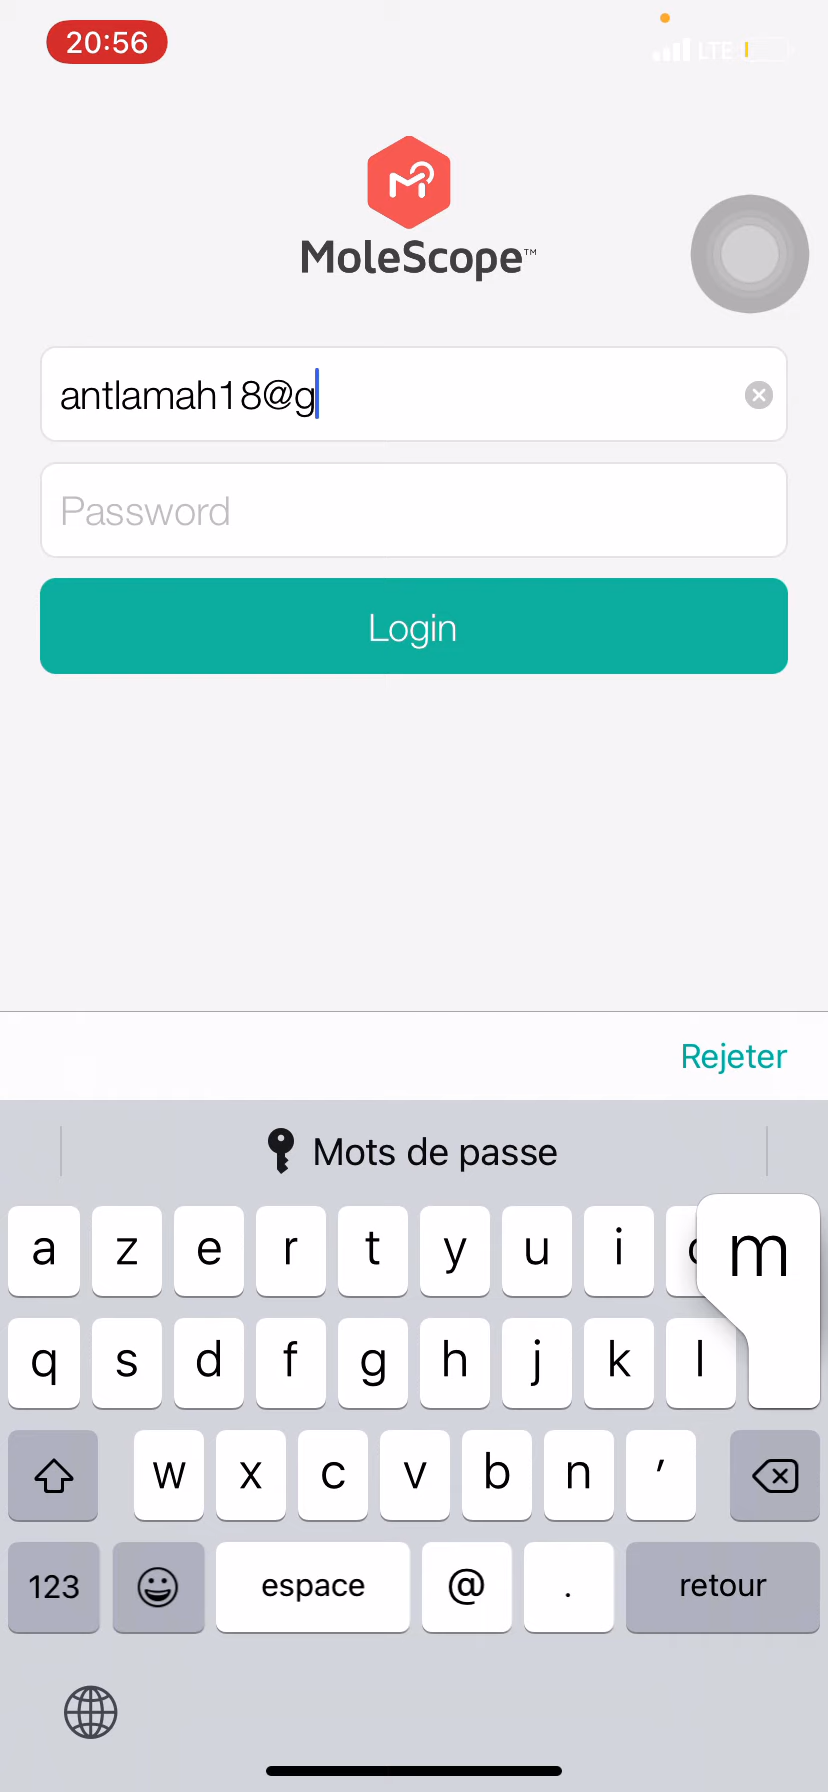 20:56
LTE
MoleScope™
antlamah18@g
Password
Login
Rejeter
Mots de passe
a z e r t y u i m
q s d f g h j k l
w x c v b n ’
123 espace @ . retour